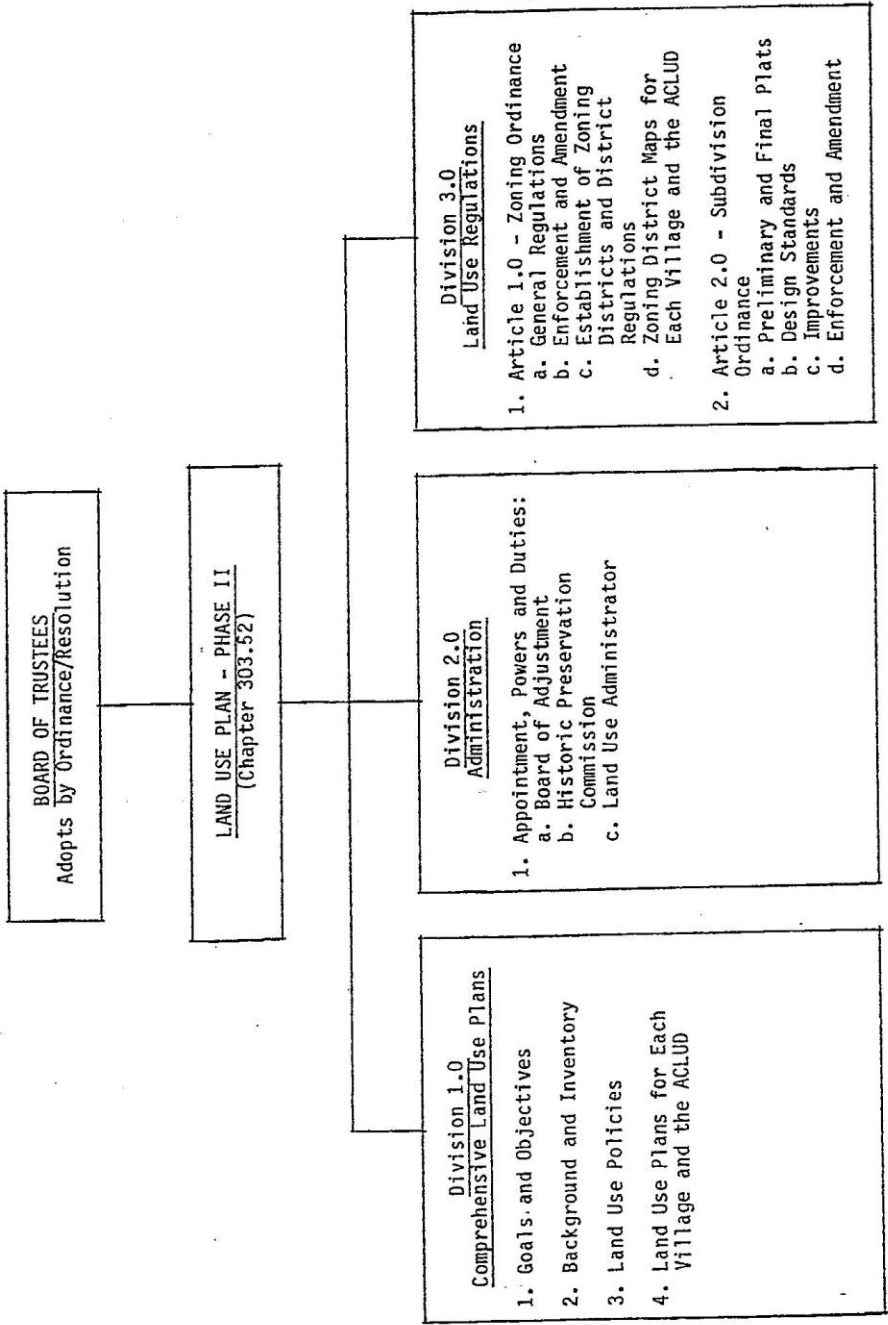 BOARD OF TRUSTEES
Adopts by Ordinance/Resolution
LAND USE PLAN - PHASE II
(Chapter 303.52)
Division 1.0
Comprehensive Land Use Plans
1. Goals and Objectives
2. Background and Inventory
3. Land Use Policies
4. Land Use Plans for Each
Village and the ACLUD
Division 2.0
Administration
1. Appointment, Powers and Duties:
a. Board of Adjustment
b. Historic Preservation
Commission
c. Land Use Administrator
Division 3.0
Land Use Regulations
1. Article 1.0 - Zoning Ordinance
a. General Regulations
b. Enforcement and Amendment
c. Establishment of Zoning
Districts and District
Regulations
d. Zoning District Maps for
Each Village and the ACLUD
2. Article 2.0 - Subdivision
Ordinance
a. Preliminary and Final Plats
b. Design Standards
c. Improvements
d. Enforcement and Amendment